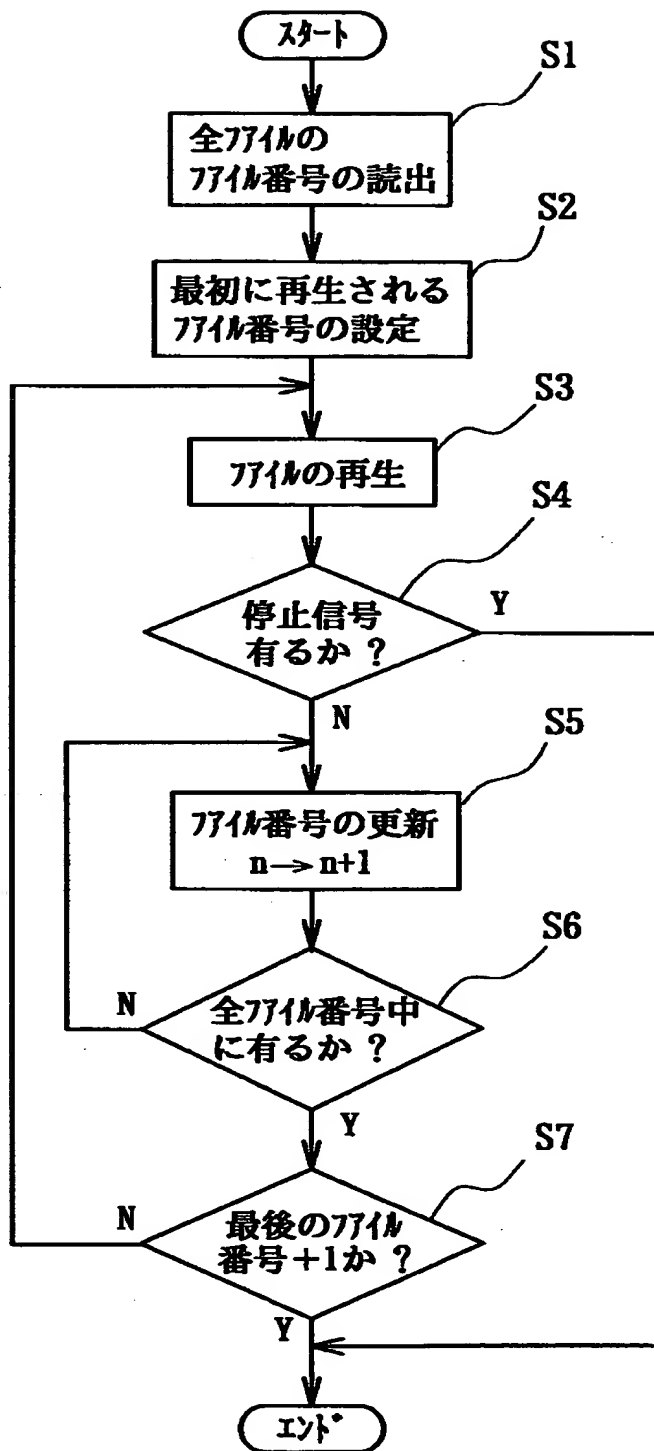 スタート
S1
全ファイルの
ファイル番号の読出
S2
最初に再生される
ファイル番号の設定
S3
ファイルの再生
S4
停止信号
有るか ?
Y
N
S5
ファイル番号の更新
n→n+1
S6
全ファイル番号中
に有るか ?
N
Y
S7
最後のファイル
番号+1か ?
N
Y
エンド